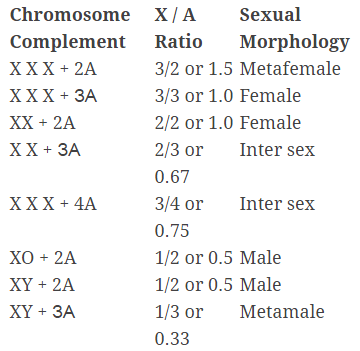 Chromosome X / A Sexual
Complement Ratio Morphology
X X X + 2A 3/2 or 1.5 Metafemale
X X X + 3A 3/3 or 1.0 Female
XX + 2A 2/2 or 1.0 Female
X X + 3A 2/3 or Inter sex
0.67
X X X + 4A 3/4 or Inter sex
0.75
XO + 2A 1/2 or 0.5 Male
XY + 2A 1/2 or 0.5 Male
XY + 3A 1/3 or Metamale
0.33